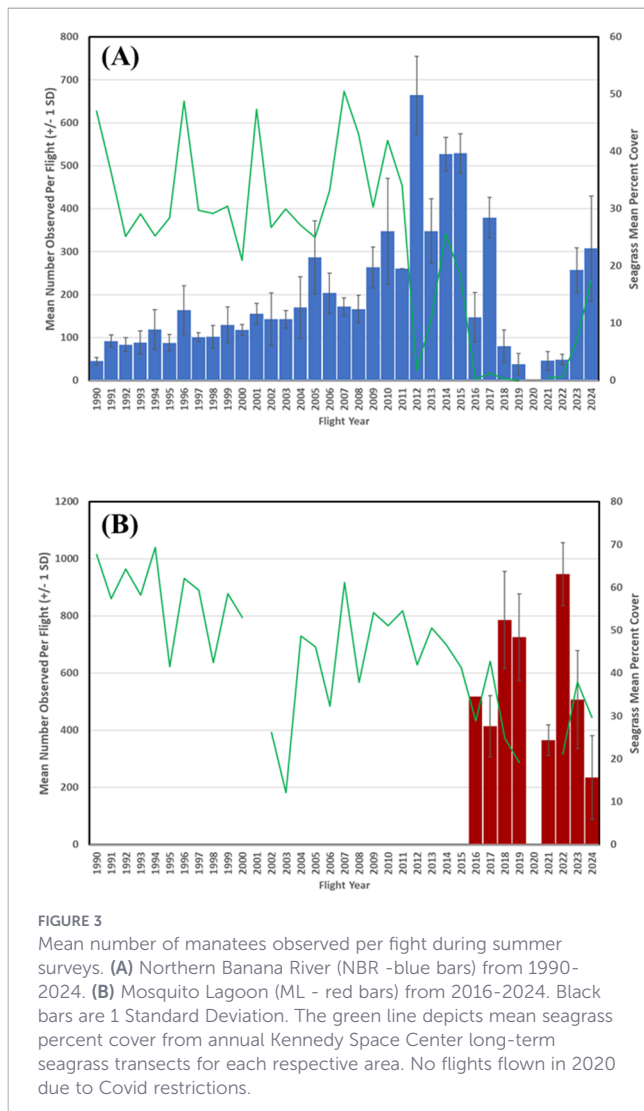 (A)
Mean Number Observed Per Flight (+/- 1 SD)
800
700
600
500
400
300
200
100
0
Seagrass Mean Percent Cover
60
50
40
30
20
10
0
1990 1991 1992 1993 1994 1995 1996 1997 1998 1999 2000 2001 2002 2003 2004 2005 2006 2007 2008 2009 2010 2011 2012 2013 2014 2015 2016 2017 2018 2019 2020 2021 2022 2023 2024
Flight Year
(B)
Mean Number Observed Per Flight (+/- 1 SD)
1200
1000
800
600
400
200
0
Seagrass Mean Percent Cover
80
70
60
50
40
30
20
10
0
1990 1991 1992 1993 1994 1995 1996 1997 1998 1999 2000 2001 2002 2003 2004 2005 2006 2007 2008 2009 2010 2011 2012 2013 2014 2015 2016 2017 2018 2019 2020 2021 2022 2023 2024
Flight Year
FIGURE 3
Mean number of manatees observed per fight during summer
surveys. (A) Northern Banana River (NBR -blue bars) from 1990-
2024. (B) Mosquito Lagoon (ML - red bars) from 2016-2024. Black
bars are 1 Standard Deviation. The green line depicts mean seagrass
percent cover from annual Kennedy Space Center long-term
seagrass transects for each respective area. No flights flown in 2020
due to Covid restrictions.